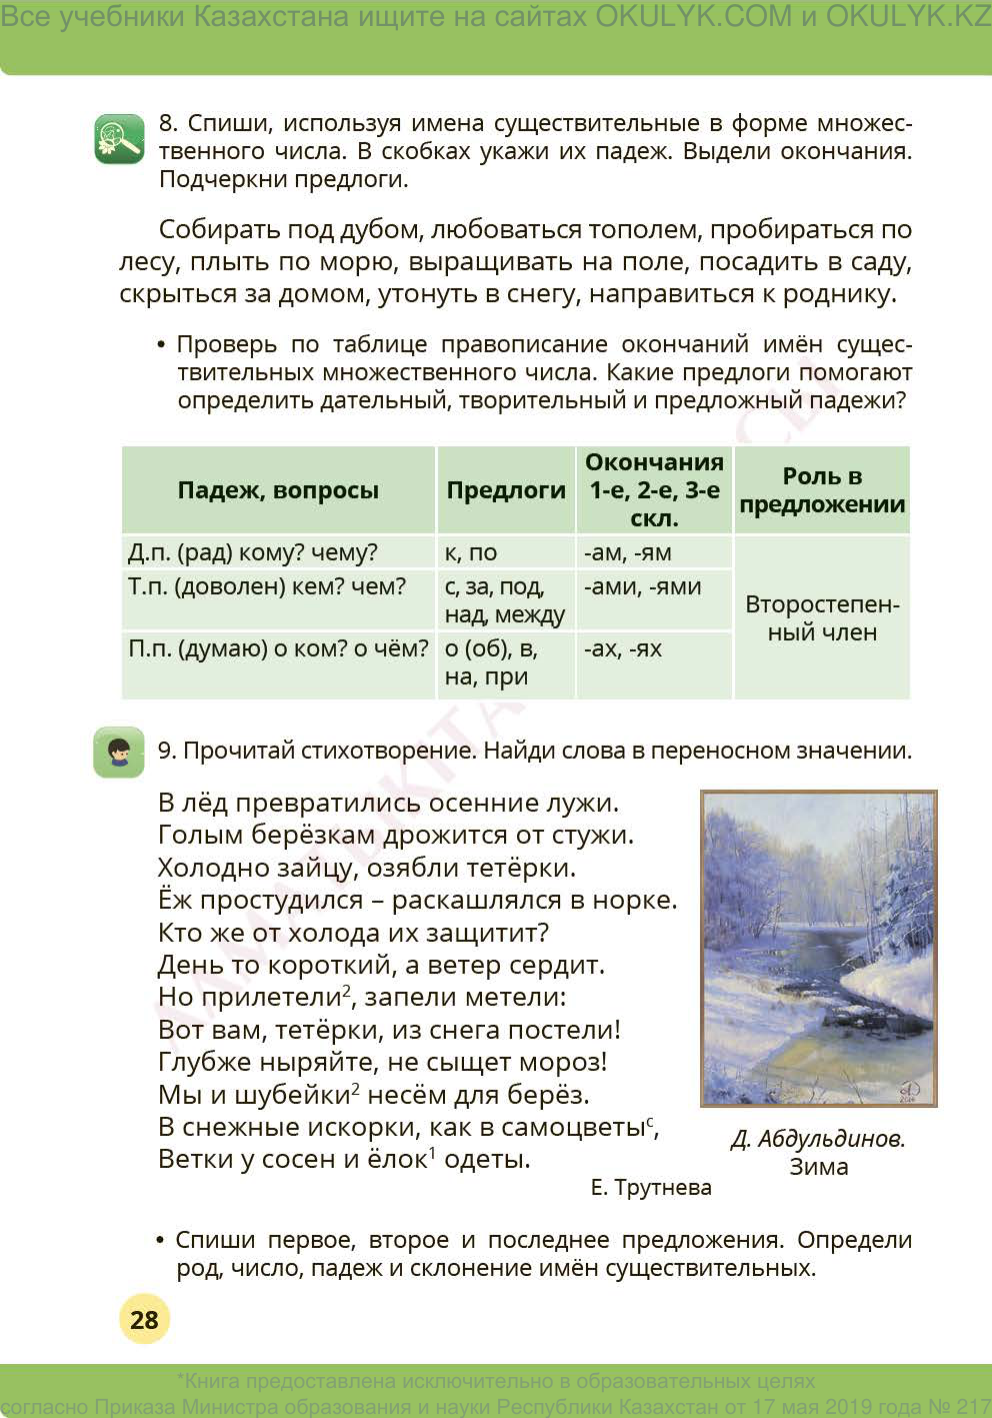 Все учебники Казахстана ищите на сайтах OKULYK.COM и OKULYK.KZ
8. Спиши, используя имена существительные в форме множес-
твенного числа. В скобках укажи их падеж. Выдели окончания.
Подчеркни предлоги.
Собирать под дубом, любоваться тополем, пробираться по
лесу, плыть по морю, выращивать на поле, посадить в саду,
скрыться за домом, утонуть в снегу, направиться к роднику.
• Проверь по таблице правописание окончаний имён сущес-
твительных множественного числа. Какие предлоги помогают
определить дательный, творительный и предложный падежи?
Падеж, вопросы
Предлоги
Окончания
1-е, 2-е, 3-е
скл.
Роль в
предложении
Д.п. (рад) кому? чему?
к, по
-ам, -ям
Т.п. (доволен) кем? чем?
с, за, под,
над, между
-ами, -ями
П.п. (думаю) о ком? о чём?
о (об), в,
на, при
-ах, -ях
Второстепен-
ный член
9. Прочитай стихотворение. Найди слова в переносном значении.
В лёд превратились осенние лужи.
Голым берёзкам дрожится от стужи.
Холодно зайцу, озябли тетёрки.
Ёж простудился – раскашлялся в норке.
Кто же от холода их защитит?
День то короткий, а ветер сердит.
Но прилетели², запели метели:
Вот вам, тетёрки, из снега постели!
Глубже ныряйте, не сыщет мороз!
Мы и шубейки² несём для берёз.
В снежные искорки, как в самоцветыᶜ,
Ветки у сосен и ёлок¹ одеты.
Е. Трутнева
Д. Абдульдинов.
Зима
• Спиши первое, второе и последнее предложения. Определи
род, число, падеж и склонение имён существительных.
28
*Книга предоставлена исключительно в образовательных целях
согласно Приказа Министра образования и науки Республики Казахстан от 17 мая 2019 года № 217